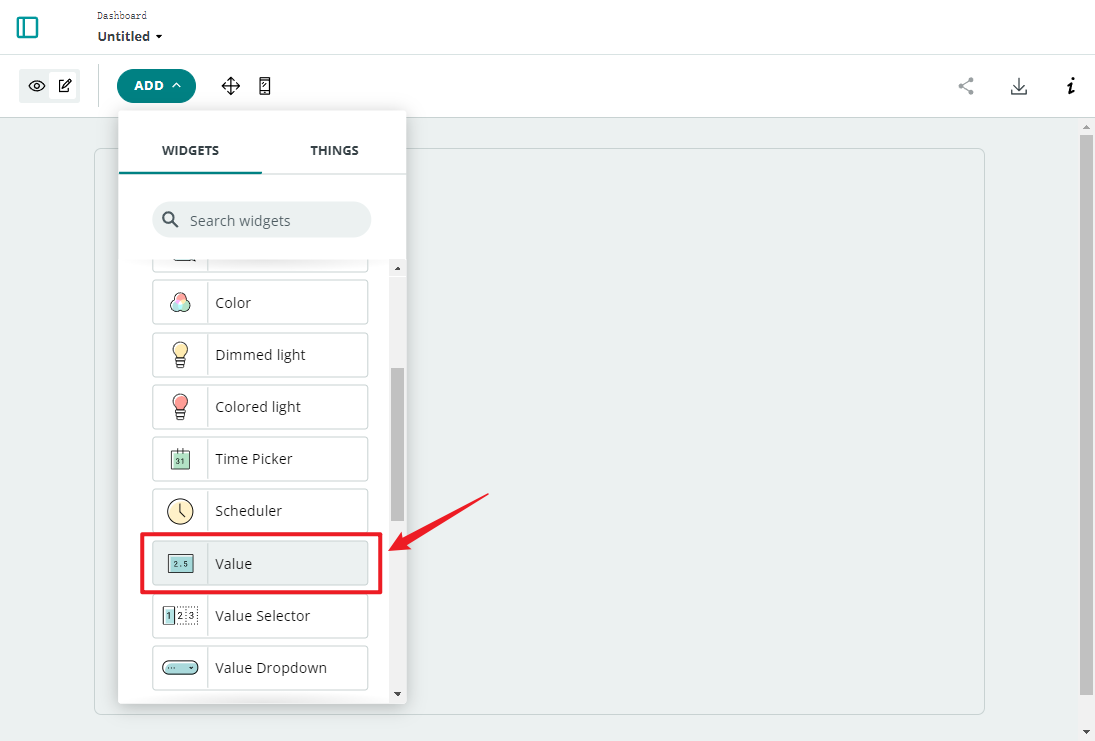 Dashboard
Untitled
ADD
i
WIDGETS THINGS
Search widgets
Color
Dimmed light
Colored light
31 Time Picker
Scheduler
2.5 Value
1 2 3 Value Selector
Value Dropdown